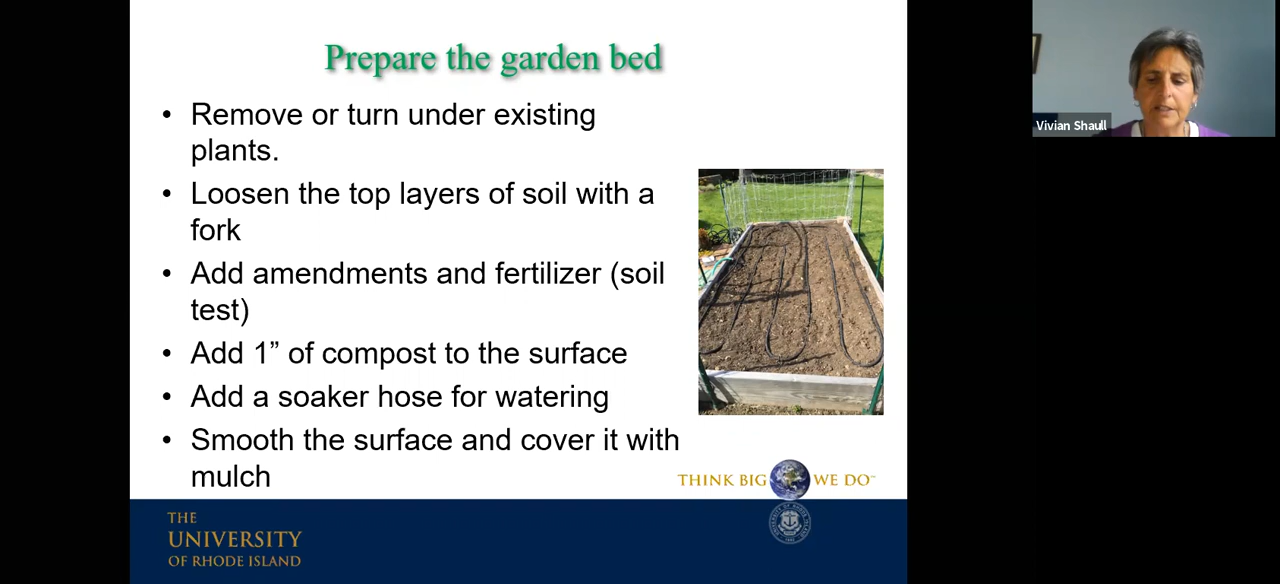 Prepare the garden bed
• Remove or turn under existing
plants.
• Loosen the top layers of soil with a
fork
• Add amendments and fertilizer (soil
test)
• Add 1” of compost to the surface
• Add a soaker hose for watering
• Smooth the surface and cover it with
mulch
THINK BIG WE DO™
THE
UNIVERSITY
OF RHODE ISLAND
Vivian Shaull